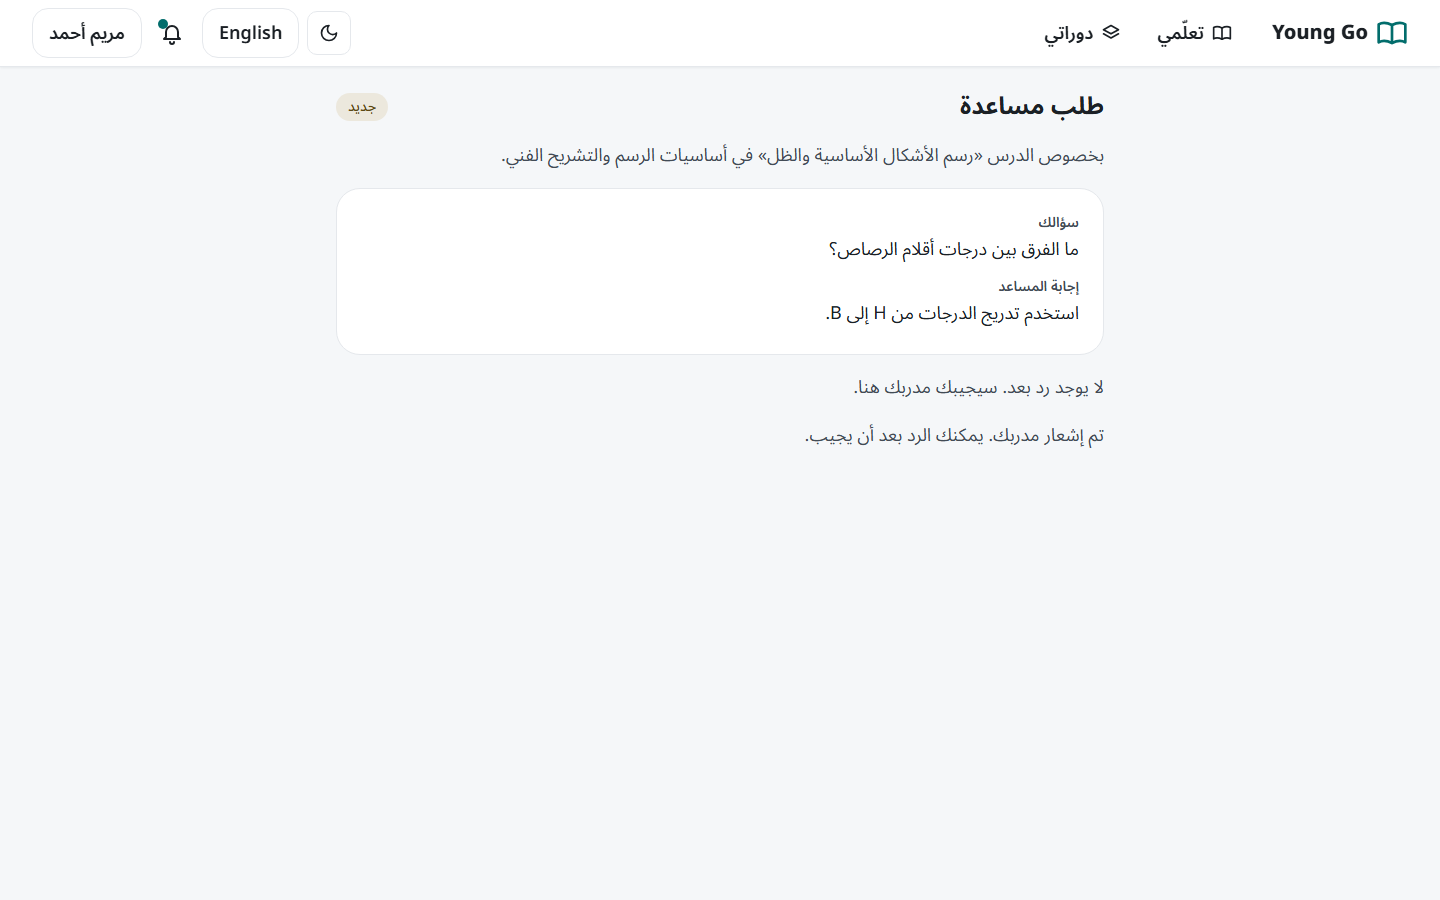 Young Go
تعلّمي
دوراتي
English
مريم أحمد
طلب مساعدة
جديد
بخصوص الدرس «رسم الأشكال الأساسية والظل» في أساسيات الرسم والتشريح الفني.
سؤالك
ما الفرق بين درجات أقلام الرصاص؟
إجابة المساعد
استخدم تدريج الدرجات من H إلى B.
لا يوجد رد بعد. سيجيبك مدربك هنا.
تم إشعار مدربك. يمكنك الرد بعد أن يجيب.